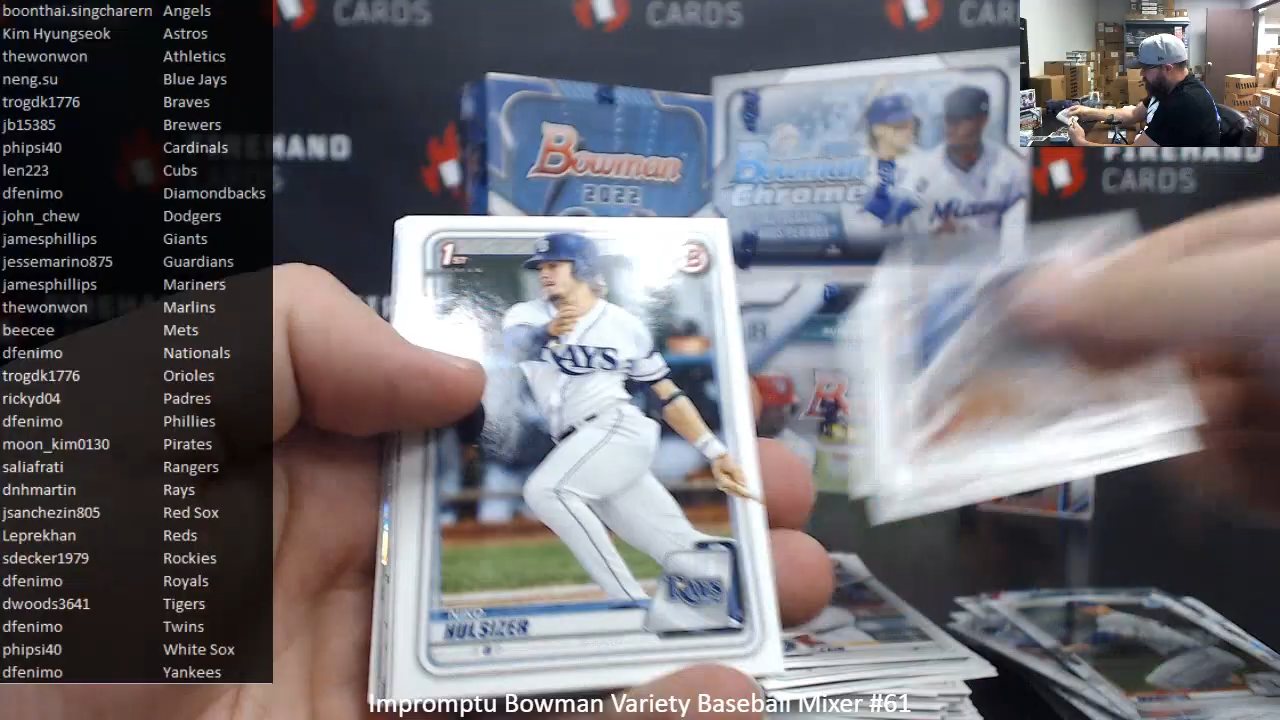 boonthai.singcharern Angels
Kim Hyungseok Astros
thewonwon Athletics
neng.su Blue Jays
trogdk1776 Braves
jb15385 Brewers
phipsi40 Cardinals
len223 Cubs
dfenimo Diamondbacks
john_chew Dodgers
jamesphillips Giants
jessemarino875 Guardians
jamesphillips Mariners
thewonwon Marlins
beecee Mets
dfenimo Nationals
trogdk1776 Orioles
rickyd04 Padres
dfenimo Phillies
moon_kim0130 Pirates
saliafrati Rangers
dnhmartin Rays
jsanchezin805 Red Sox
Leprekhan Reds
sdecker1979 Rockies
dfenimo Royals
dwoods3641 Tigers
dfenimo Twins
phipsi40 White Sox
dfenimo Yankees
CARDS
CARDS
CARDS
FIREHAND
CARDS
Bowman
2022
Bowman
Chrome
Miami
1ST
B
RAYS
Rays
NIKO
HULSIZER
Impromptu Bowman Variety Baseball Mixer #61